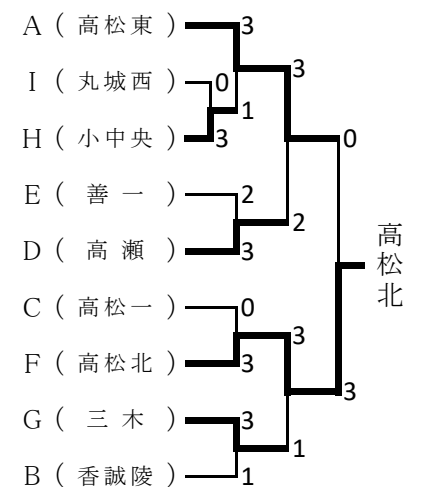 A ( 高松東 ) 3
3
I ( 丸城西 ) 0
1
H ( 小中央 ) 3
0
E ( 善一 ) 2
2
D ( 高瀬 ) 3
高松北
C ( 高松一 ) 0
3
F ( 高松北 ) 3
3
G ( 三木 ) 3
1
B ( 香誠陵 ) 1